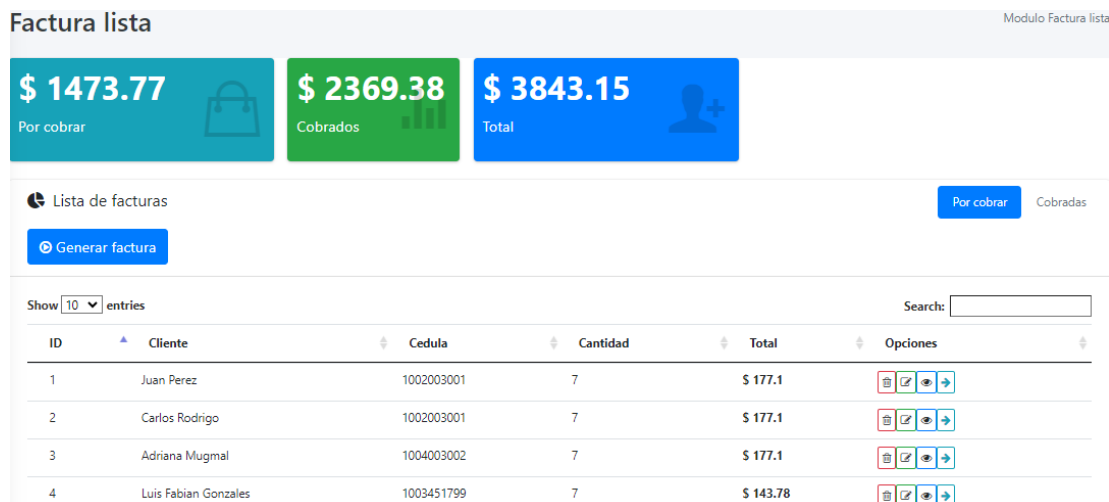 Factura lista
Modulo Factura lista
$ 1473.77
Por cobrar
$ 2369.38
Cobrados
$ 3843.15
Total
Lista de facturas
Por cobrar Cobradas
Generar factura
Show 10 entries
Search:
ID Cliente Cedula Cantidad Total Opciones
1 Juan Perez 1002003001 7 $ 177.1
2 Carlos Rodrigo 1002003001 7 $ 177.1
3 Adriana Mugmal 1004003002 7 $ 177.1
4 Luis Fabian Gonzales 1003451799 7 $ 143.78